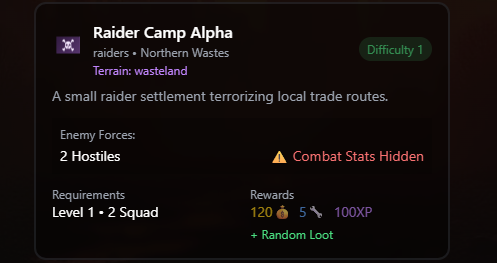 Raider Camp Alpha
raiders • Northern Wastes
Difficulty 1
Terrain: wasteland
A small raider settlement terrorizing local trade routes.
Enemy Forces:
2 Hostiles
Combat Stats Hidden
Requirements
Level 1 • 2 Squad
Rewards
120 5 100XP
+ Random Loot